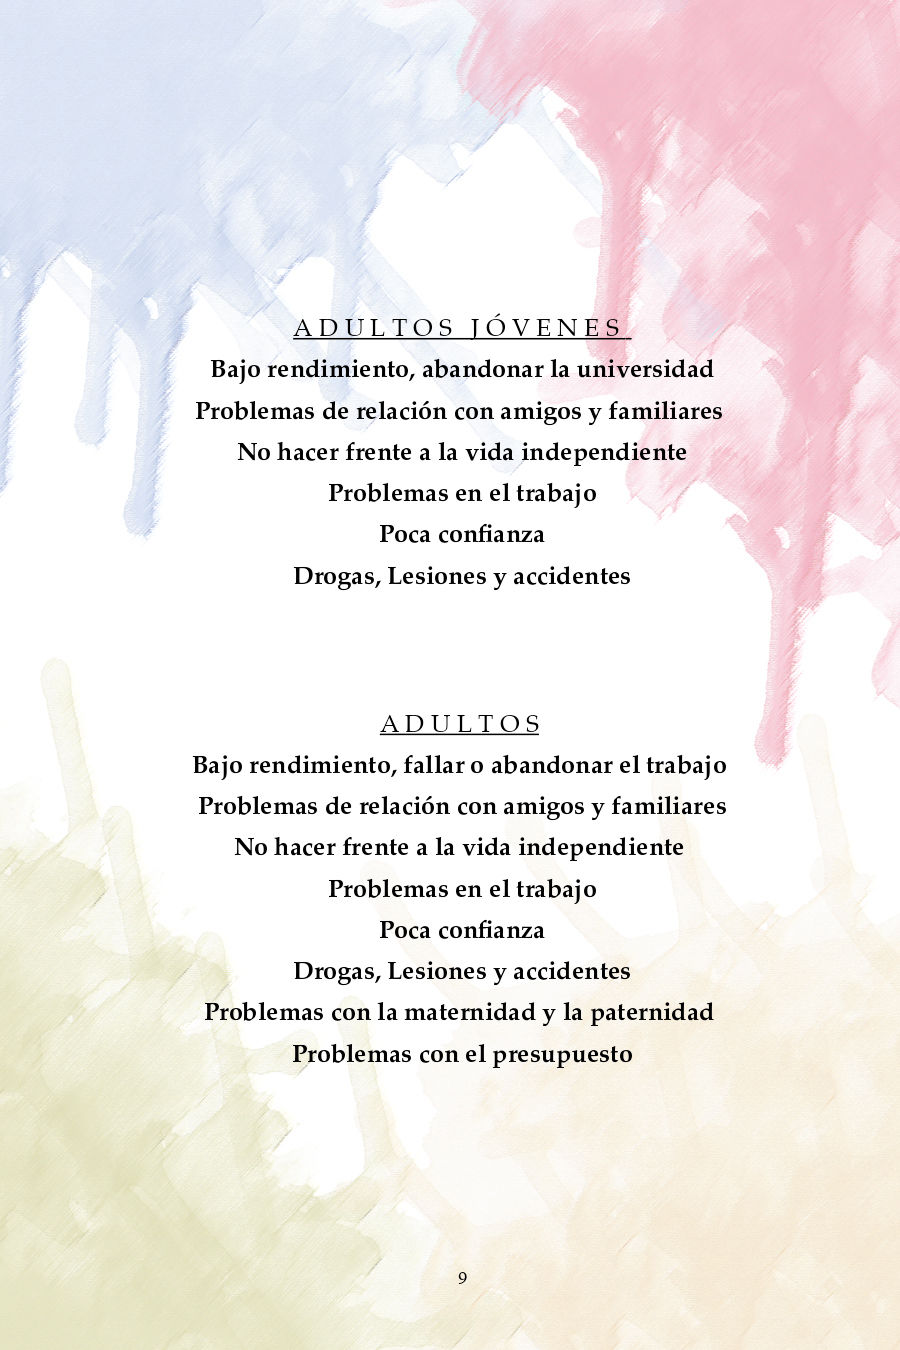 ADULTOS JÓVENES
Bajo rendimiento, abandonar la universidad
Problemas de relación con amigos y familiares
No hacer frente a la vida independiente
Problemas en el trabajo
Poca confianza
Drogas, Lesiones y accidentes
ADULTOS
Bajo rendimiento, fallar o abandonar el trabajo
Problemas de relación con amigos y familiares
No hacer frente a la vida independiente
Problemas en el trabajo
Poca confianza
Drogas, Lesiones y accidentes
Problemas con la maternidad y la paternidad
Problemas con el presupuesto
9